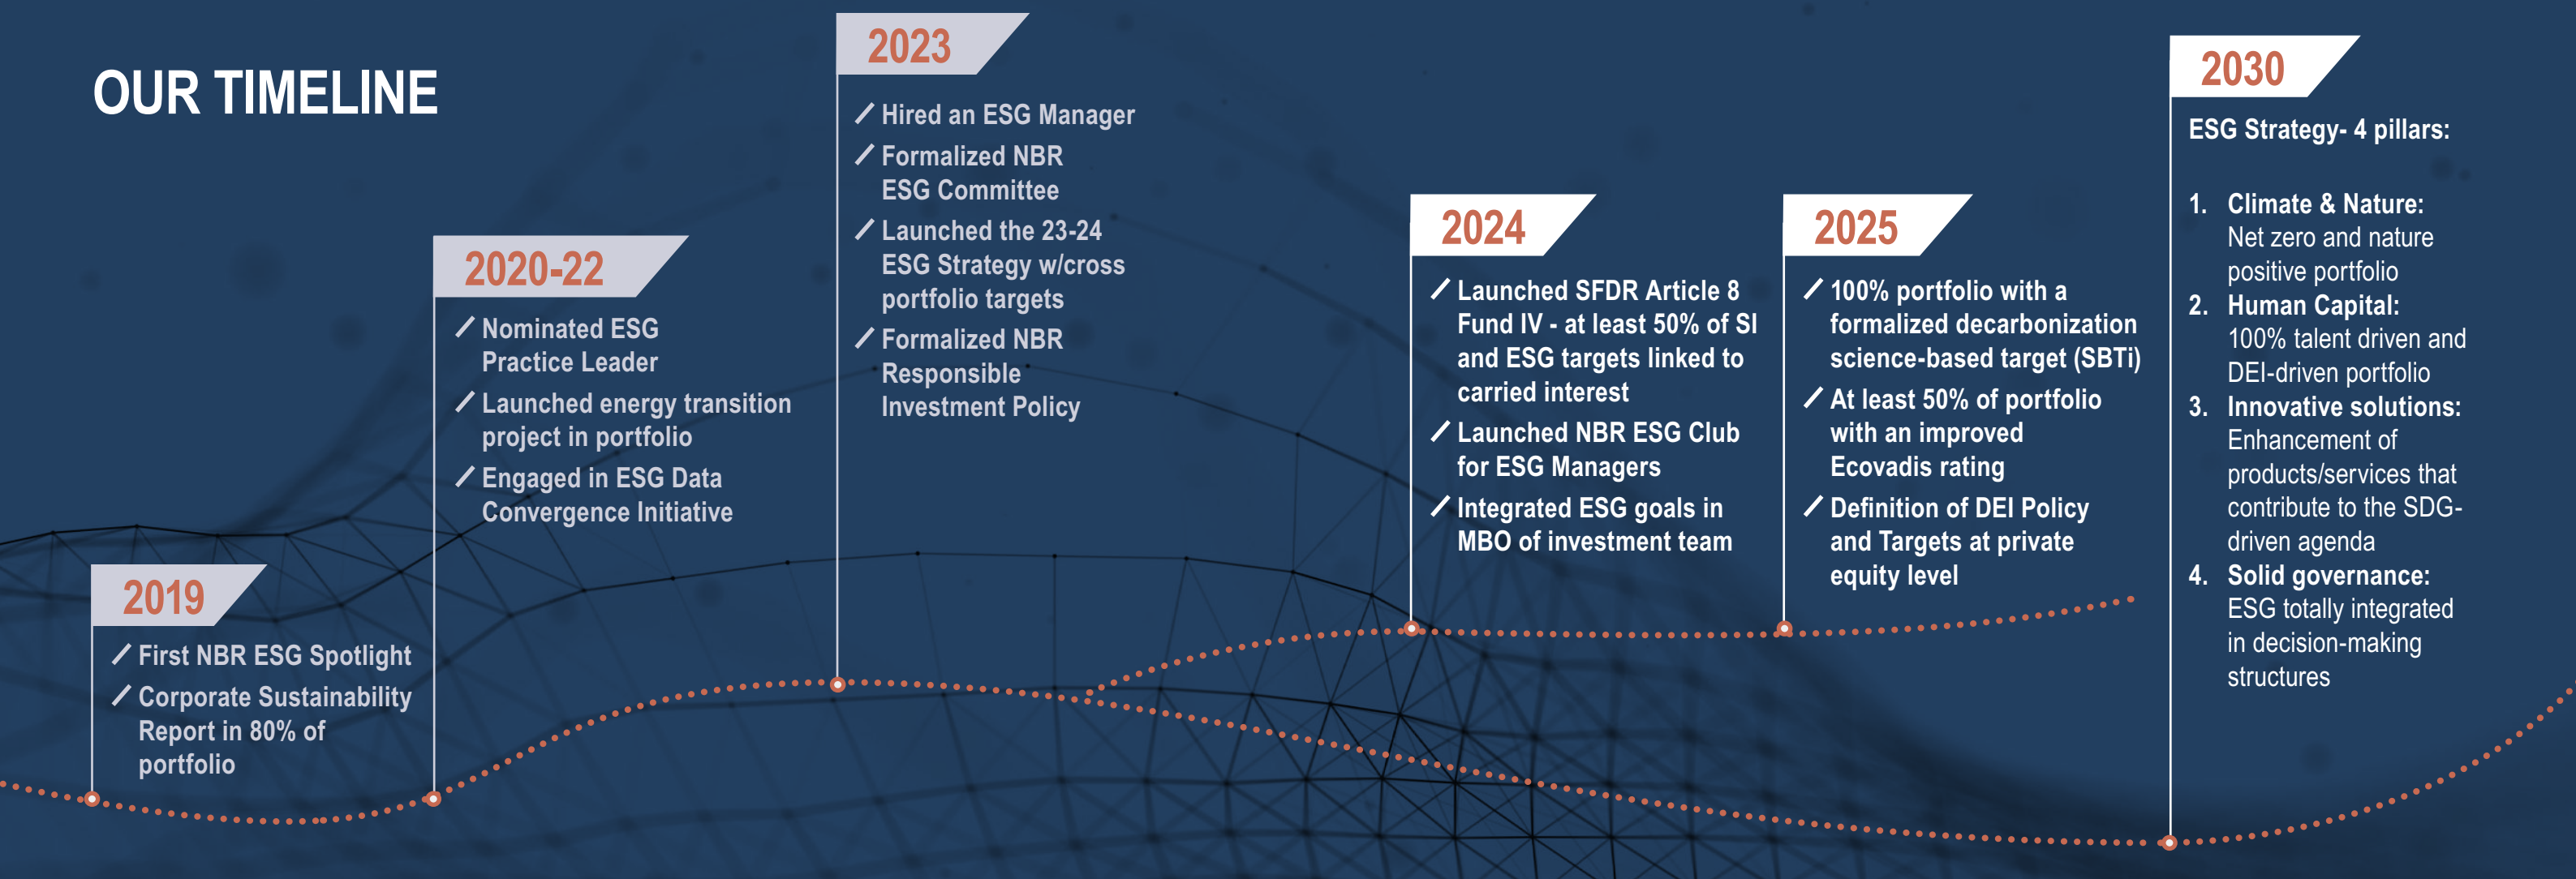 OUR TIMELINE
2019
First NBR ESG Spotlight
Corporate Sustainability
Report in 80% of
portfolio
2020-22
Nominated ESG
Practice Leader
Launched energy transition
project in portfolio
Engaged in ESG Data
Convergence Initiative
2023
Hired an ESG Manager
Formalized NBR
ESG Committee
Launched the 23-24
ESG Strategy w/cross
portfolio targets
Formalized NBR
Responsible
Investment Policy
2024
Launched SFDR Article 8
Fund IV - at least 50% of SI
and ESG targets linked to
carried interest
Launched NBR ESG Club
for ESG Managers
Integrated ESG goals in
MBO of investment team
2025
100% portfolio with a
formalized decarbonization
science-based target (SBTi)
At least 50% of portfolio
with an improved
Ecovadis rating
Definition of DEI Policy
and Targets at private
equity level
2030
ESG Strategy- 4 pillars:
1. Climate & Nature:
Net zero and nature
positive portfolio
2. Human Capital:
100% talent driven and
DEI-driven portfolio
3. Innovative solutions:
Enhancement of
products/services that
contribute to the SDG-
driven agenda
4. Solid governance:
ESG totally integrated
in decision-making
structures